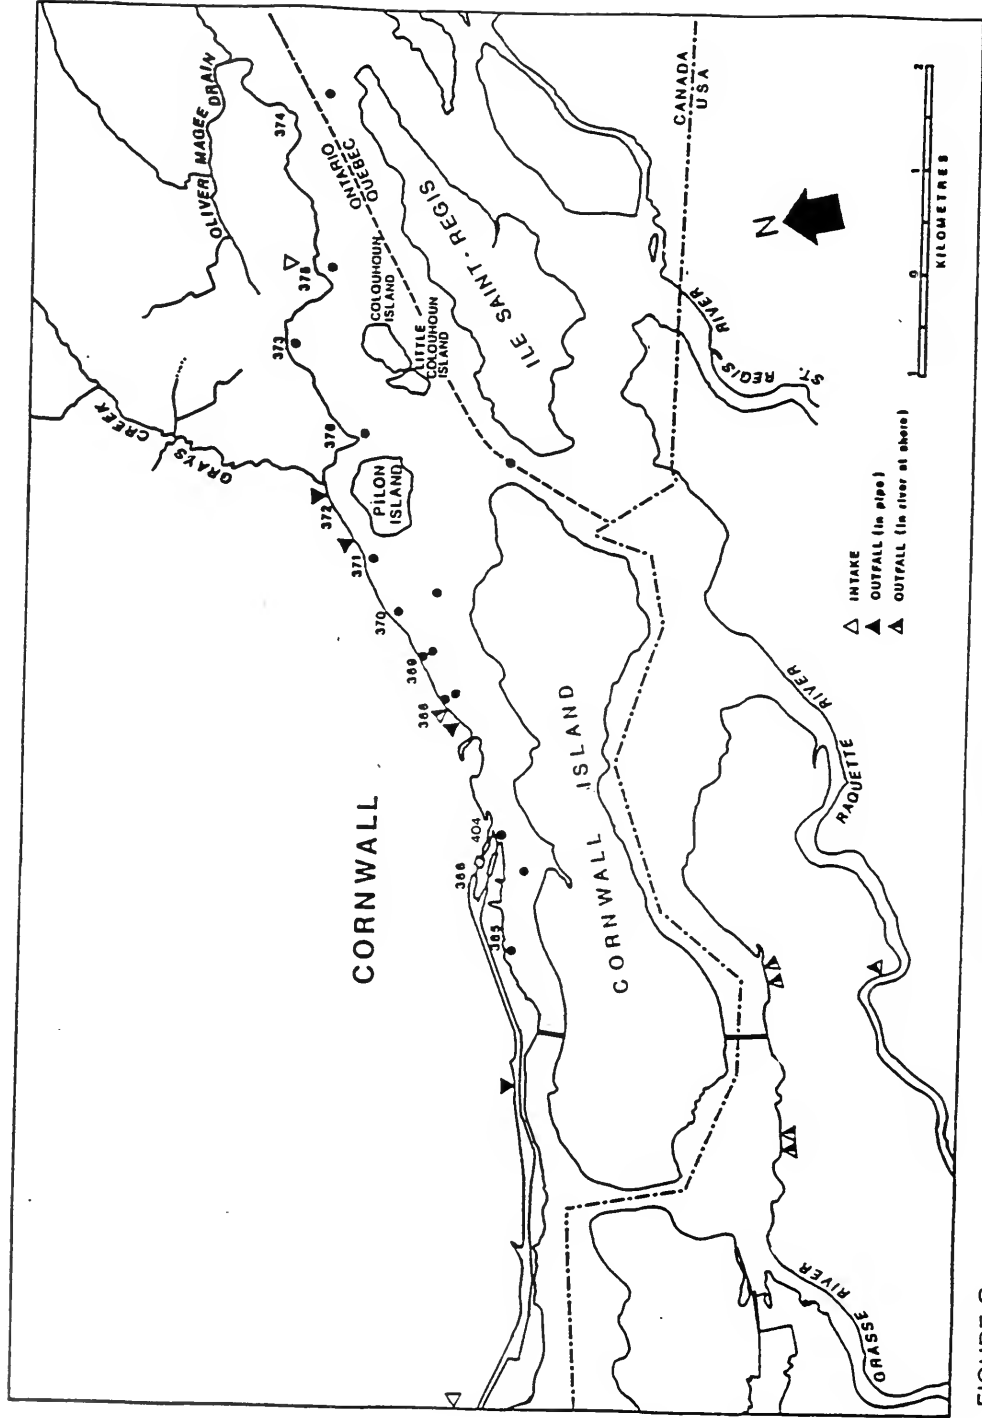 CORNWALL
GRAYS CREEK
OLIVER MAGEE DRAIN
374
375
373
376
372
371
370
369
368
366
404
365
PILON
ISLAND
COLQUHOUN
ISLAND
LITTLE
COLQUHOUN
ISLAND
ONTARIO
QUEBEC
ILE SAINT-REGIS
CORNWALL ISLAND
CANADA
USA
ST. REGIS RIVER
RAQUETTE RIVER
GRASSE RIVER
N
INTAKE
OUTFALL (in pipe)
OUTFALL (in river at shore)
1 0 1 2
KILOMETRES